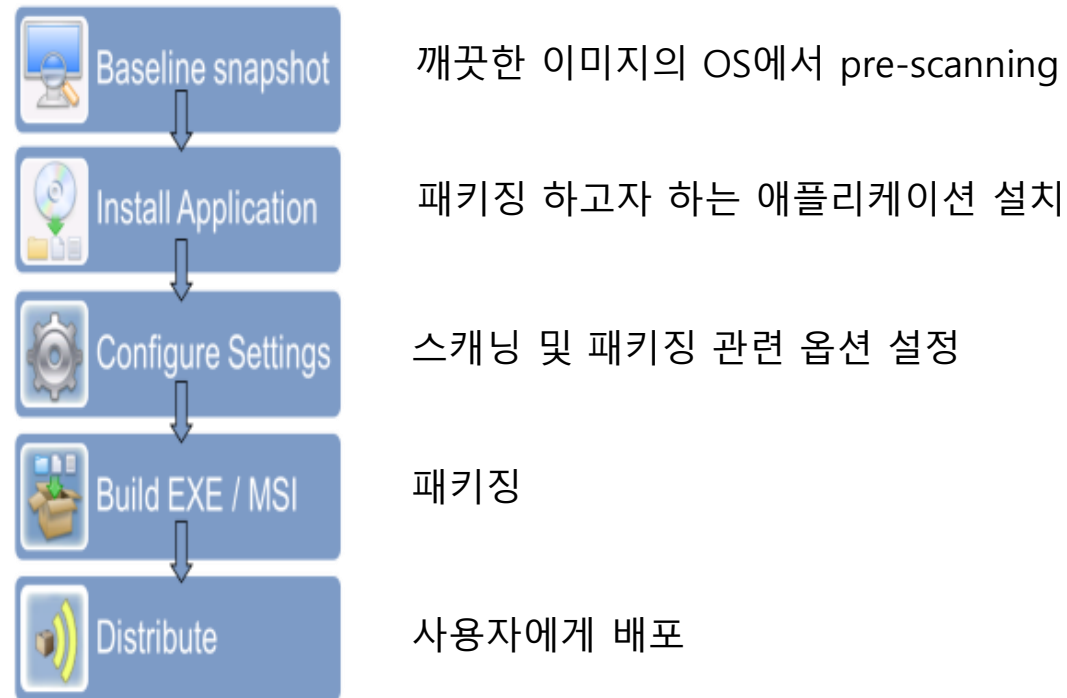 Baseline snapshot
깨끗한 이미지의 OS에서 pre-scanning
Install Application
패키징 하고자 하는 애플리케이션 설치
Configure Settings
스캐닝 및 패키징 관련 옵션 설정
Build EXE / MSI
패키징
Distribute
사용자에게 배포